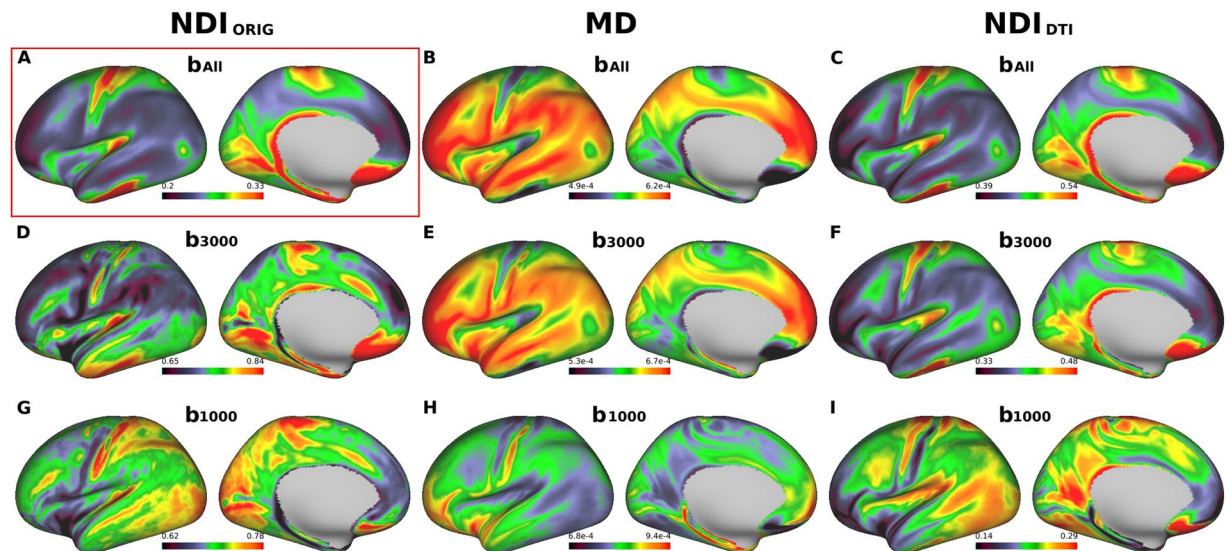 NDI ORIG MD NDI DTI
A bAll B bAll C bAll
0.2 0.33 4.9e-4 6.2e-4 0.39 0.54
D b3000 E b3000 F b3000
0.65 0.84 5.3e-4 6.7e-4 0.33 0.48
G b1000 H b1000 I b1000
0.62 0.78 6.8e-4 9.4e-4 0.14 0.29